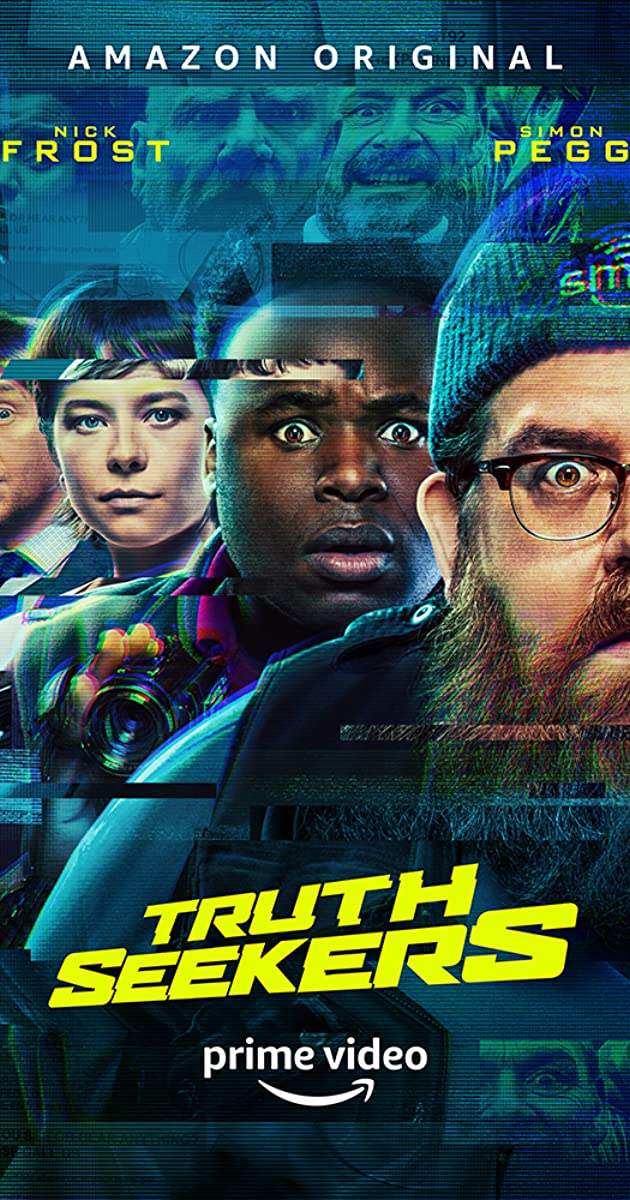 AMAZON ORIGINAL
NICK
FROST
SIMON
PEGG
TRUTH
SEEKERS
prime video